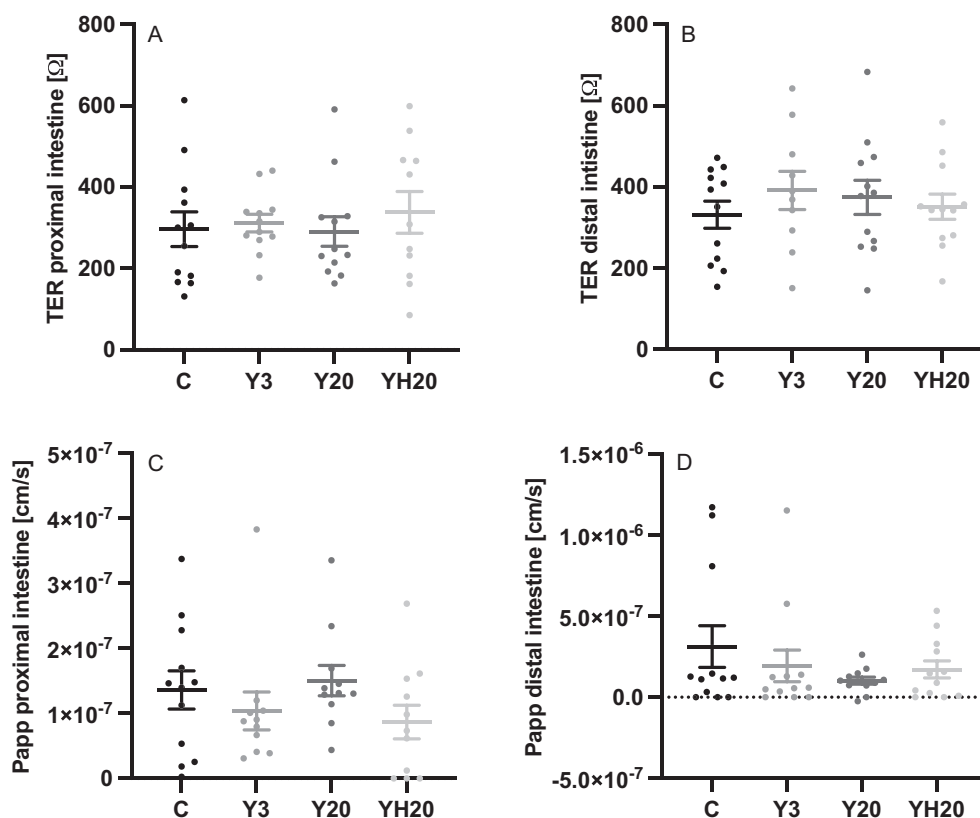 A
TER proximal intestine [Ω]
800
600
400
200
0
C Y3 Y20 YH20
B
TER distal intistine [Ω]
800
600
400
200
0
C Y3 Y20 YH20
C
Papp proximal intestine [cm/s]
5×10⁻⁷
4×10⁻⁷
3×10⁻⁷
2×10⁻⁷
1×10⁻⁷
0
C Y3 Y20 YH20
D
Papp distal intestine [cm/s]
1.5×10⁻⁶
1.0×10⁻⁶
5.0×10⁻⁷
0.0
-5.0×10⁻⁷
C Y3 Y20 YH20